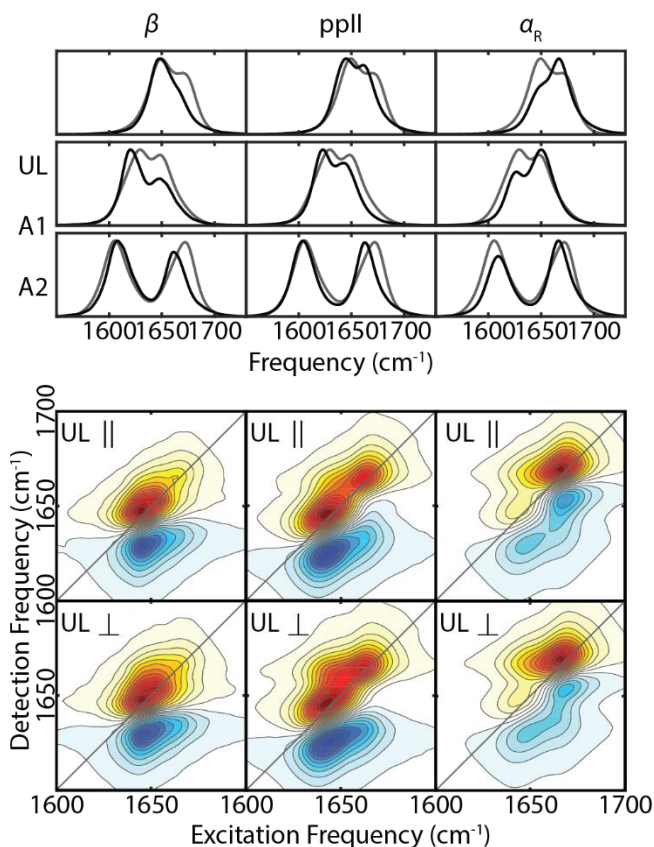 β ppII αR
UL
A1
A2
1600 1650 1700 1600 1650 1700 1600 1650 1700
Frequency (cm-1)
Detection Frequency (cm-1)
1700
1650
1600
1650
UL || UL || UL ||
UL ⊥ UL ⊥ UL ⊥
1600 1650 1600 1650 1600 1650 1700
Excitation Frequency (cm-1)